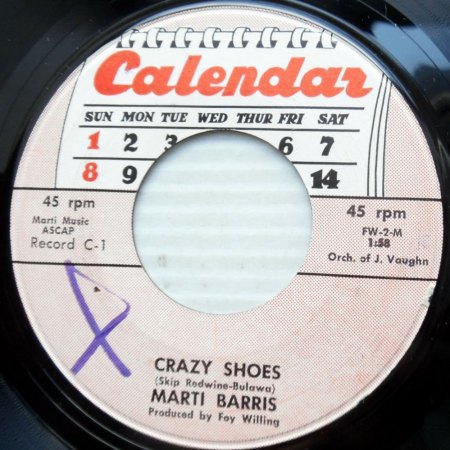 Calendar
SUN MON TUE WED THUR FRI SAT
1 2 3 5 6 7
8 9 14
45 rpm
Marti Music
ASCAP
Record C-1
45 rpm
FW-2-M
1:58
Orch. of J. Vaughn
CRAZY SHOES
(Skip Redwine-Bulawa)
MARTI BARRIS
Produced by Foy Willing